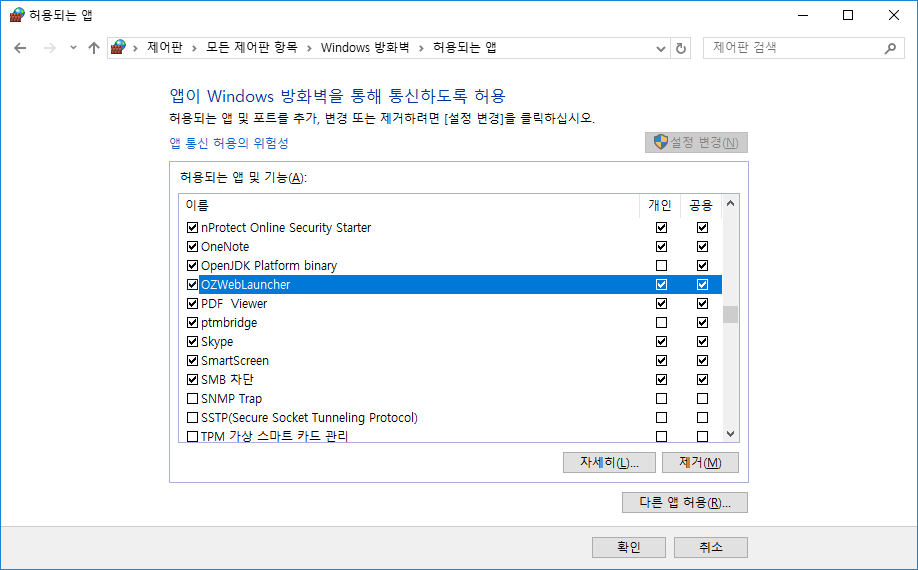 허용되는 앱
제어판 › 모든 제어판 항목 › Windows 방화벽 › 허용되는 앱
제어판 검색
앱이 Windows 방화벽을 통해 통신하도록 허용
허용되는 앱 및 포트를 추가, 변경 또는 제거하려면 [설정 변경]을 클릭하십시오.
앱 통신 허용의 위험성
설정 변경(N)
허용되는 앱 및 기능(A):
이름 개인 공용
nProtect Online Security Starter
OneNote
OpenJDK Platform binary
OZWebLauncher
PDF Viewer
ptmbridge
Skype
SmartScreen
SMB 차단
SNMP Trap
SSTP(Secure Socket Tunneling Protocol)
TPM 가상 스마트 카드 관리
자세히(L)... 제거(M)
다른 앱 허용(R)...
확인 취소